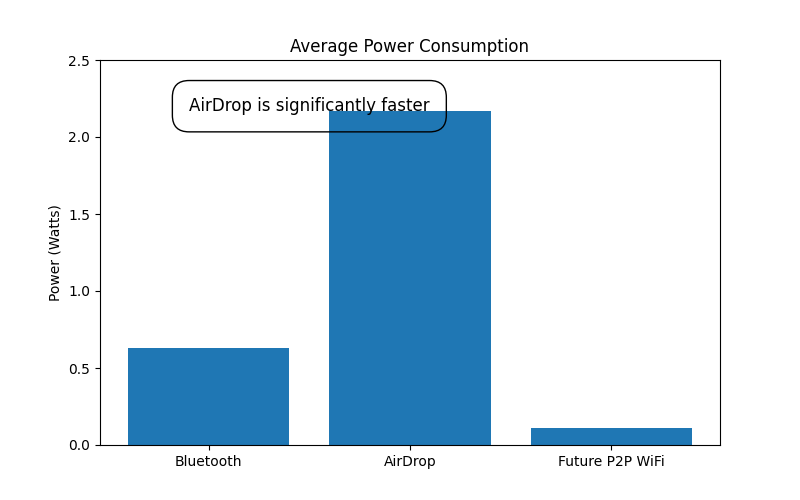 Average Power Consumption
2.5
AirDrop is significantly faster
2.0
1.5
Power (Watts)
1.0
0.5
0.0
Bluetooth
AirDrop
Future P2P WiFi